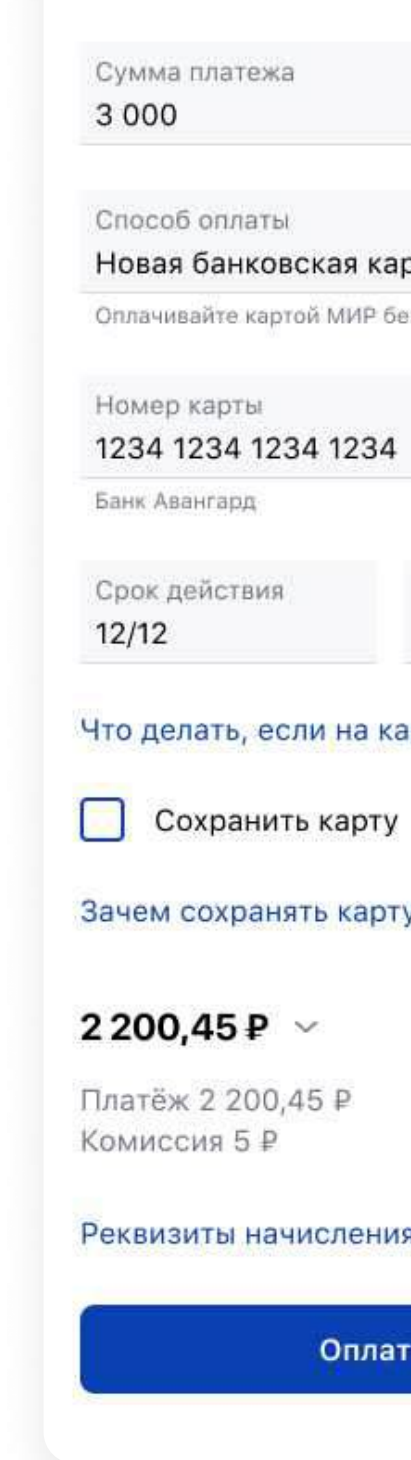 Сумма платежа
3 000
Способ оплаты
Новая банковская кар
Оплачивайте картой МИР бе
Номер карты
1234 1234 1234 1234
Банк Авангард
Срок действия
12/12
Что делать, если на ка
Сохранить карту
Зачем сохранять карту
2 200,45 ₽
Платёж 2 200,45 ₽
Комиссия 5 ₽
Реквизиты начисления
Оплат